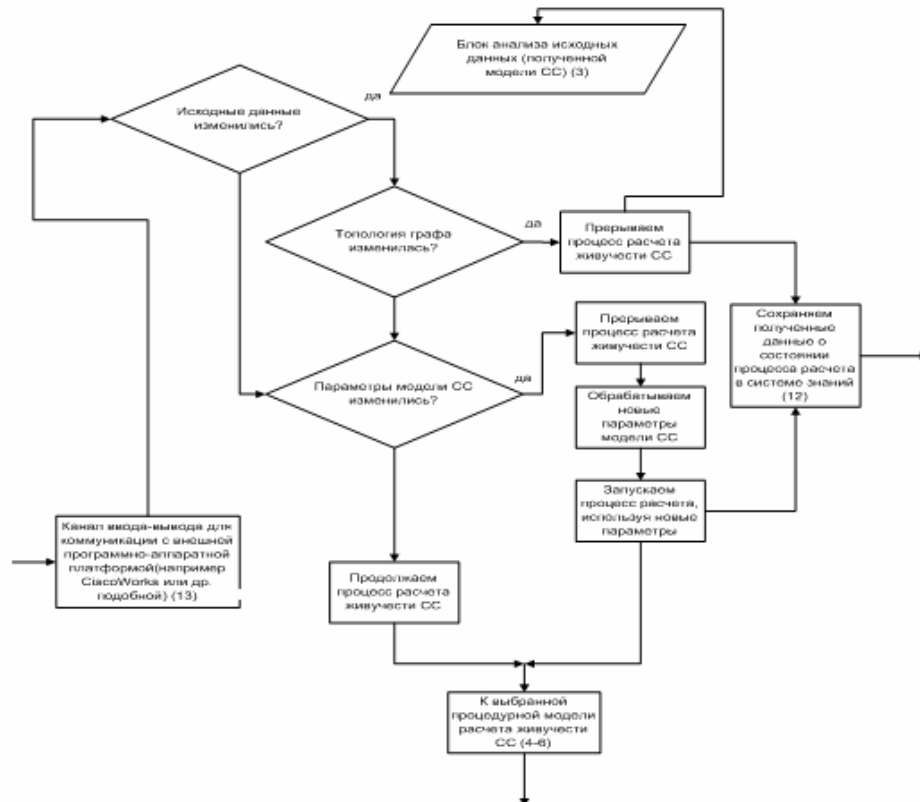 Блок анализа исходных
данных (полученной
модели СС) (3)
да
Исходные данные
изменились?
Топология графа
изменилась?
да
Прерываем
процесс расчета
живучести СС
Прерываем
процесс расчета
живучести СС
Сохраняем
полученные
данные о
состоянии
процесса расчета
в системе знаний
(12)
Параметры модели СС
изменились?
да
Обрабатываем
новые
параметры
модели СС
Запускаем
процесс расчета,
используя новые
параметры
Канал ввода-вывода для
коммуникации с внешней
программно-аппаратной
платформой(например
CiscoWorks или др.
подобной) (13)
Продолжаем
процесс расчета
живучести СС
К выбранной
процедурной модели
расчета живучести
СС (4-6)